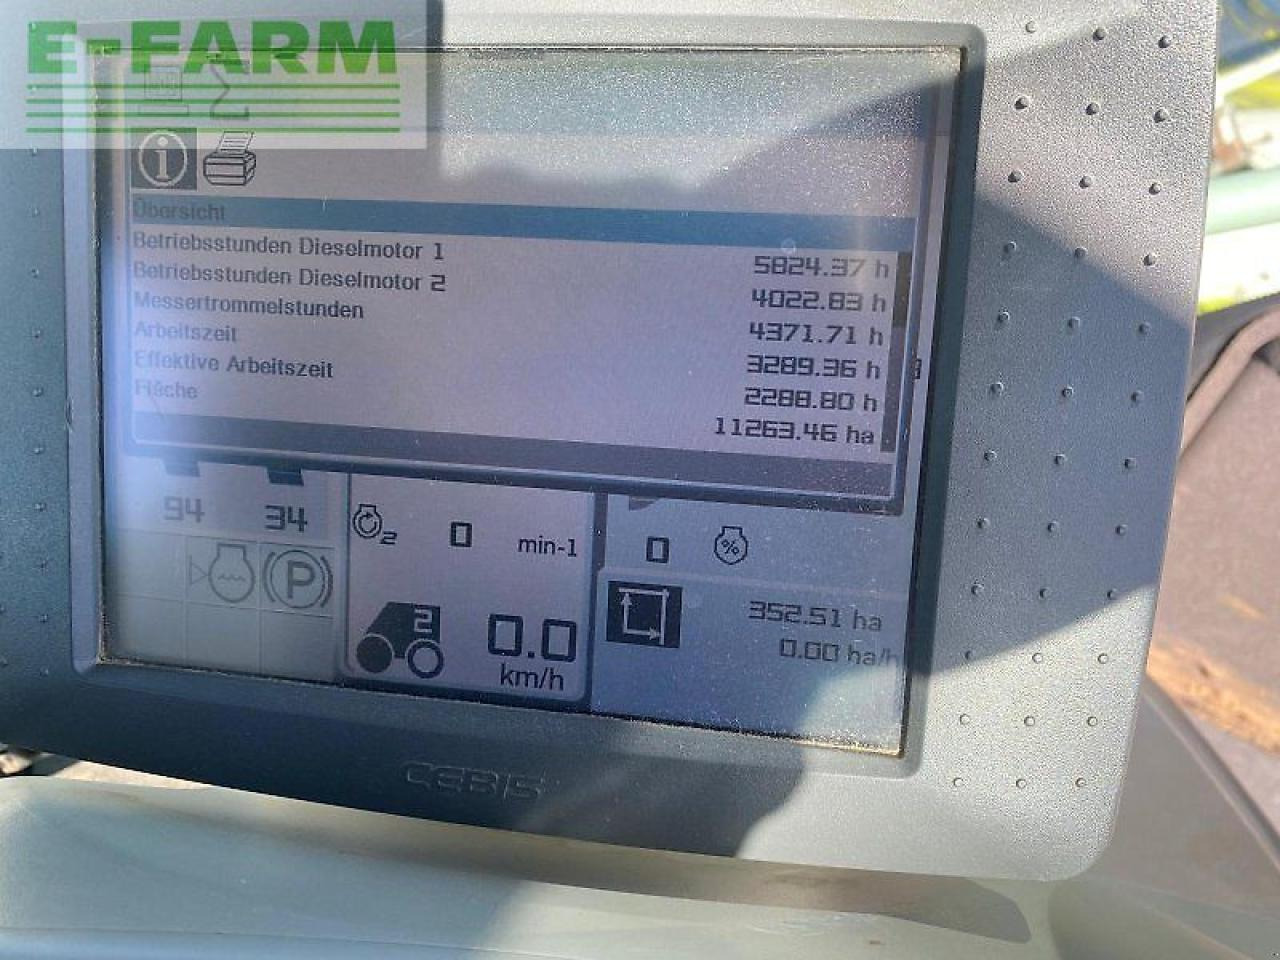 E-FARM
Übersicht
Betriebsstunden Dieselmotor 1 5824.37 h
Betriebsstunden Dieselmotor 2 4022.83 h
Messertrommelstunden 4371.71 h
Arbeitszeit 3289.36 h
Effektive Arbeitszeit 2288.80 h
Fläche 11263.46 ha
94 34
2 0 min-1
0 %
P
2 0.0 km/h
352.51 ha
0.00 ha/h
CEBIS